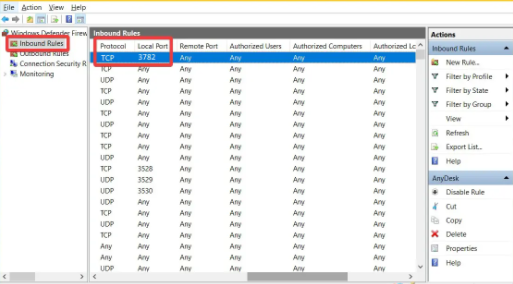 File Action View Help
Windows Defender Firew
Inbound Rules
Outbound Rules
Connection Security R
Monitoring
Inbound Rules
Protocol Local Port Remote Port Authorized Users Authorized Computers Authorized Lo
TCP 3782 Any Any Any Any
TCP Any Any Any Any Any
UDP Any Any Any Any Any
TCP Any Any Any Any Any
UDP Any Any Any Any Any
TCP Any Any Any Any Any
UDP Any Any Any Any Any
TCP Any Any Any Any Any
TCP Any Any Any Any Any
UDP Any Any Any Any Any
TCP 3528 Any Any Any Any
UDP 3529 Any Any Any Any
UDP 3530 Any Any Any Any
UDP Any Any Any Any Any
TCP Any Any Any Any Any
UDP Any Any Any Any Any
TCP Any Any Any Any Any
Any Any Any Any Any Any
Any Any Any Any Any Any
UDP Any Any Any Any Any
Actions
Inbound Rules
New Rule...
Filter by Profile
Filter by State
Filter by Group
View
Refresh
Export List...
Help
AnyDesk
Disable Rule
Cut
Copy
Delete
Properties
Help